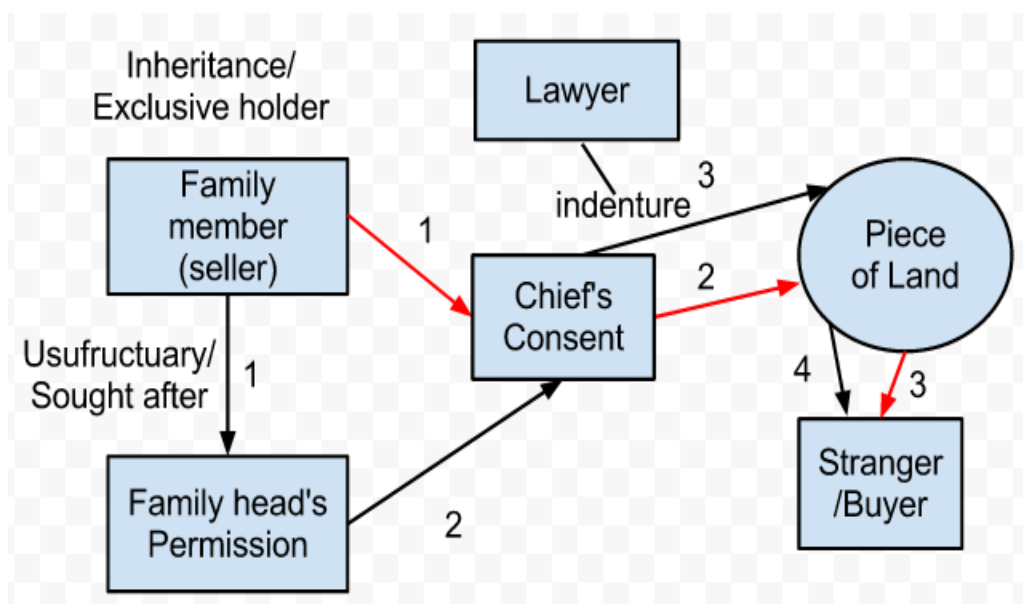 Inheritance/
Exclusive holder
Lawyer
Family
member
(seller)
1
indenture
3
Piece
of Land
Chief's
Consent
2
Usufructuary/
Sought after
1
4
3
Family head's
Permission
2
Stranger
/Buyer